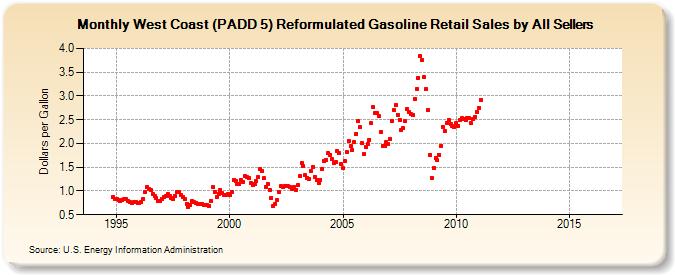 Monthly West Coast (PADD 5) Reformulated Gasoline Retail Sales by All Sellers
Dollars per Gallon
4.0
3.5
3.0
2.5
2.0
1.5
1.0
0.5
1995 2000 2005 2010 2015
Source: U.S. Energy Information Administration